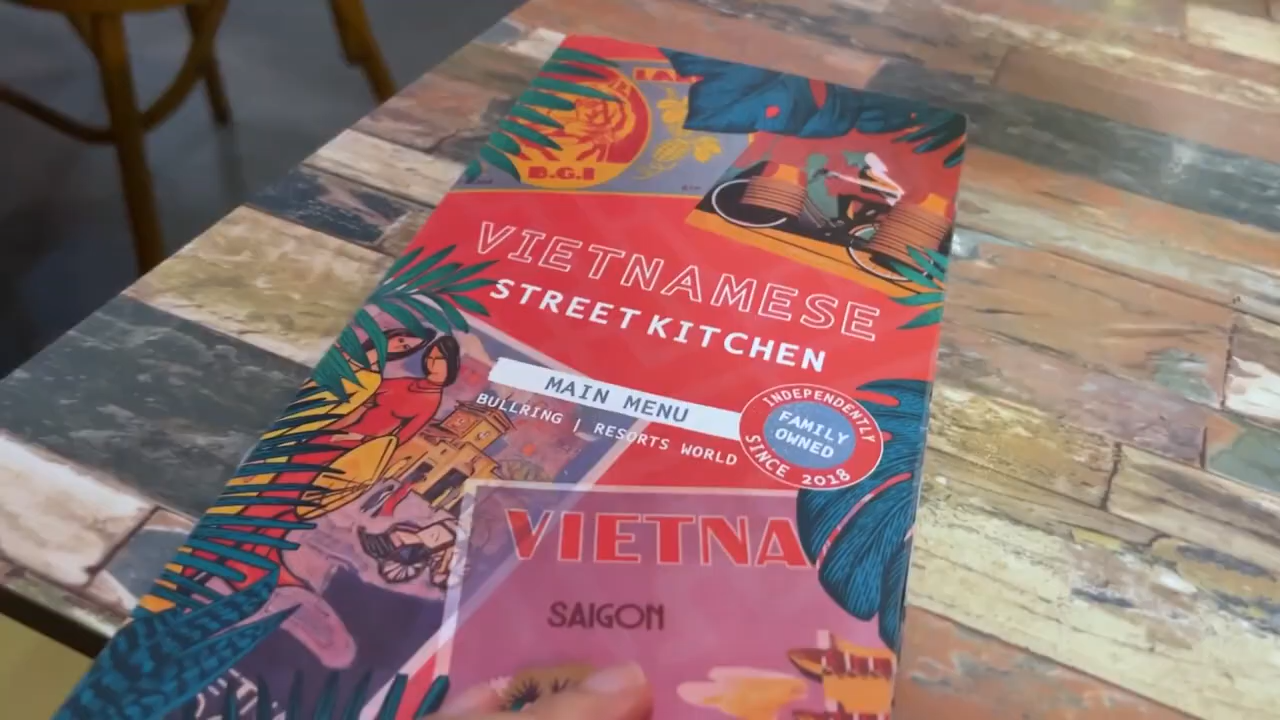 B.G.I
VIETNAMESE
STREET KITCHEN
MAIN MENU
BULLRING | RESORTS WORLD
INDEPENDENTLY
FAMILY
OWNED
SINCE 2018
VIETNA
SAIGON